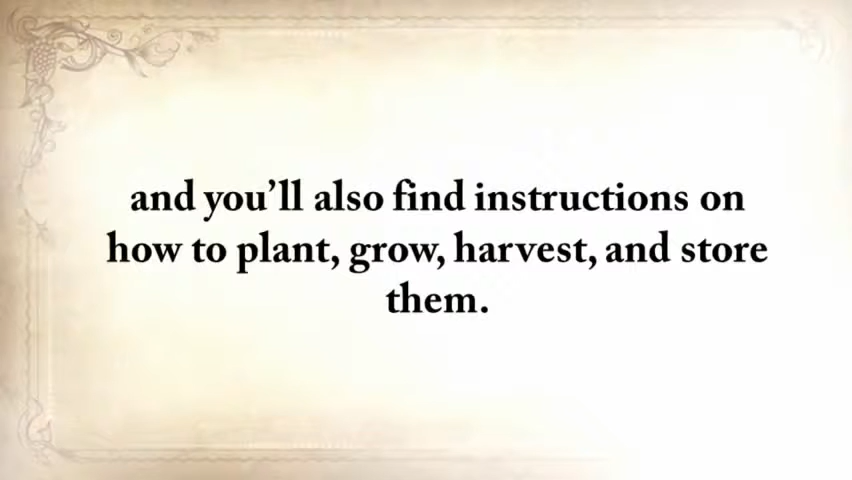 and you’ll also find instructions on
how to plant, grow, harvest, and store
them.